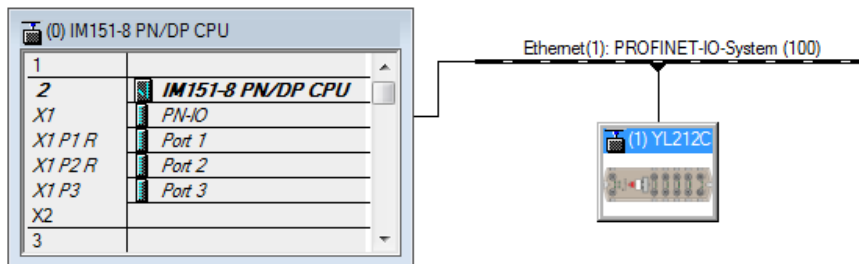 (0) IM151-8 PN/DP CPU
1
2 IM151-8 PN/DP CPU
X1 PN-IO
X1 P1 R Port 1
X1 P2 R Port 2
X1 P3 Port 3
X2
3
Ethernet(1): PROFINET-IO-System (100)
(1) YL212C